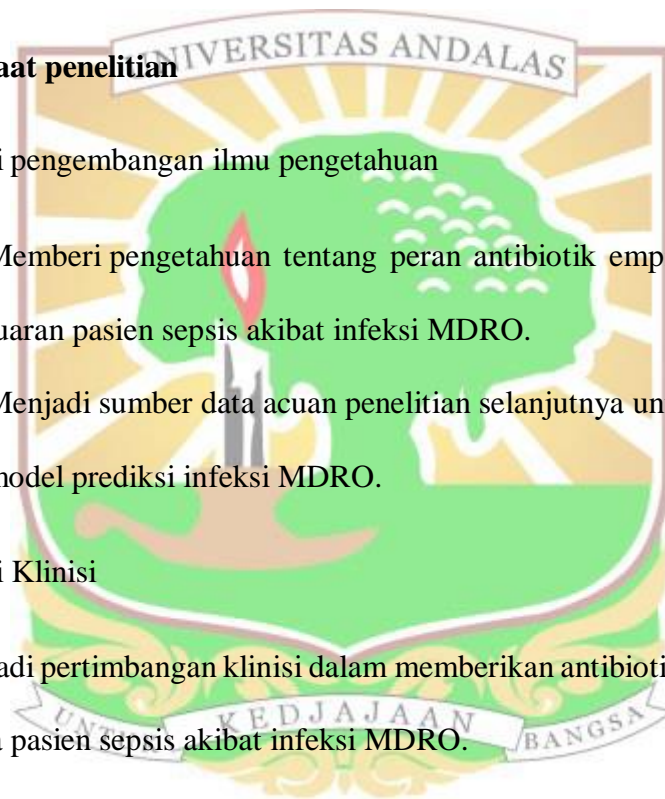 UNIVERSITAS ANDALAS
aat penelitian
i pengembangan ilmu pengetahuan
Memberi pengetahuan tentang peran antibiotik emp
uaran pasien sepsis akibat infeksi MDRO.
Menjadi sumber data acuan penelitian selanjutnya un
model prediksi infeksi MDRO.
i Klinisi
adi pertimbangan klinisi dalam memberikan antibioti
a pasien sepsis akibat infeksi MDRO.
UNTUK KEDJAJAAN BANGSA